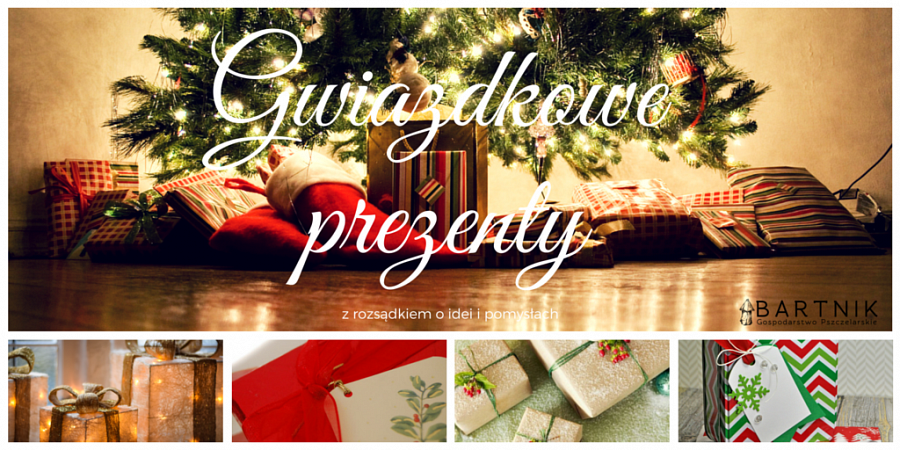 Gwiazdkowe
prezenty
z rozsądkiem o idei i pomysłach
BARTNIK
Gospodarstwo Pszczelarskie